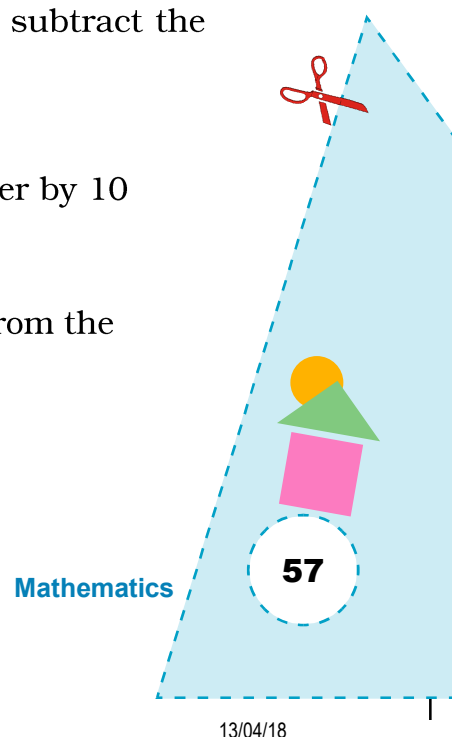 subtract the
er by 10
rom the
57
Mathematics
13/04/18